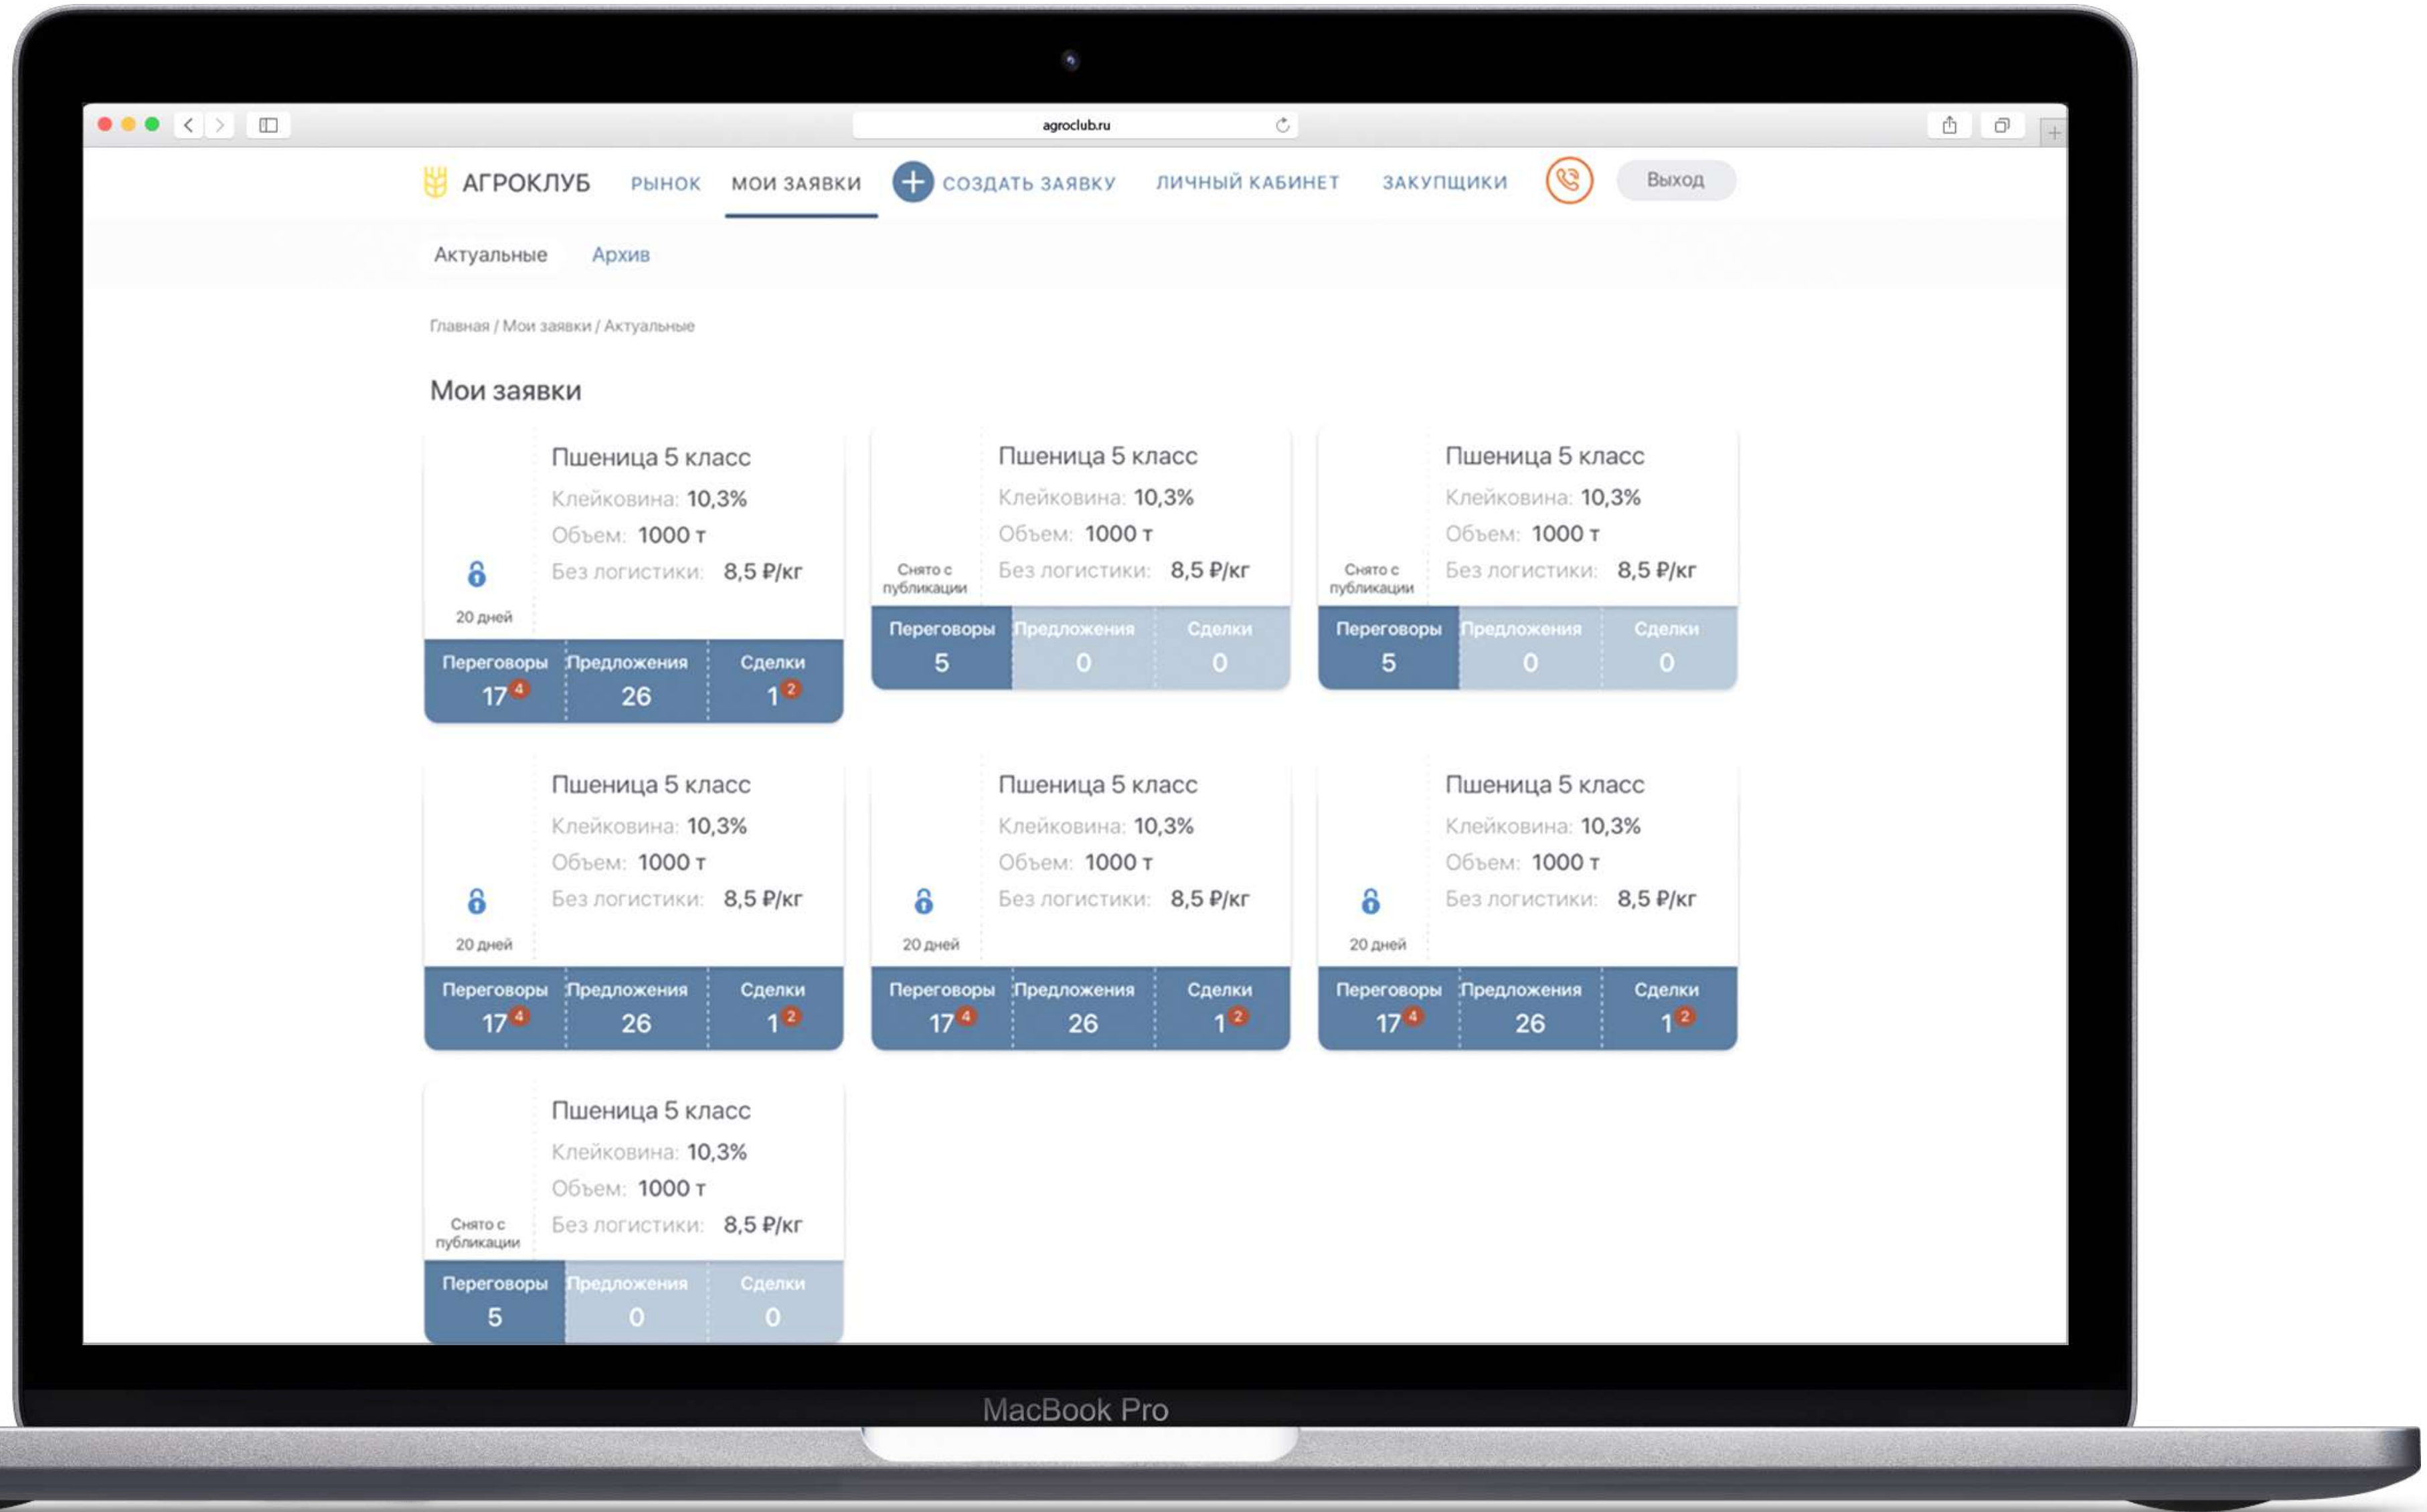 agroclub.ru
АГРОКЛУБ РЫНОК МОИ ЗАЯВКИ СОЗДАТЬ ЗАЯВКУ ЛИЧНЫЙ КАБИНЕТ ЗАКУПЩИКИ Выход
Актуальные Архив
Главная / Мои заявки / Актуальные
Мои заявки
Пшеница 5 класс
Клейковина: 10,3%
Объем: 1000 т
Без логистики: 8,5 ₽/кг
20 дней
Переговоры Предложения Сделки
17 4 26 1 2
Пшеница 5 класс
Клейковина: 10,3%
Объем: 1000 т
Без логистики: 8,5 ₽/кг
Снято с
публикации
Переговоры Предложения Сделки
5 0 0
Пшеница 5 класс
Клейковина: 10,3%
Объем: 1000 т
Без логистики: 8,5 ₽/кг
Снято с
публикации
Переговоры Предложения Сделки
5 0 0
Пшеница 5 класс
Клейковина: 10,3%
Объем: 1000 т
Без логистики: 8,5 ₽/кг
20 дней
Переговоры Предложения Сделки
17 4 26 1 2
Пшеница 5 класс
Клейковина: 10,3%
Объем: 1000 т
Без логистики: 8,5 ₽/кг
20 дней
Переговоры Предложения Сделки
17 4 26 1 2
Пшеница 5 класс
Клейковина: 10,3%
Объем: 1000 т
Без логистики: 8,5 ₽/кг
20 дней
Переговоры Предложения Сделки
17 4 26 1 2
Пшеница 5 класс
Клейковина: 10,3%
Объем: 1000 т
Без логистики: 8,5 ₽/кг
Снято с
публикации
Переговоры Предложения Сделки
5 0 0
MacBook Pro